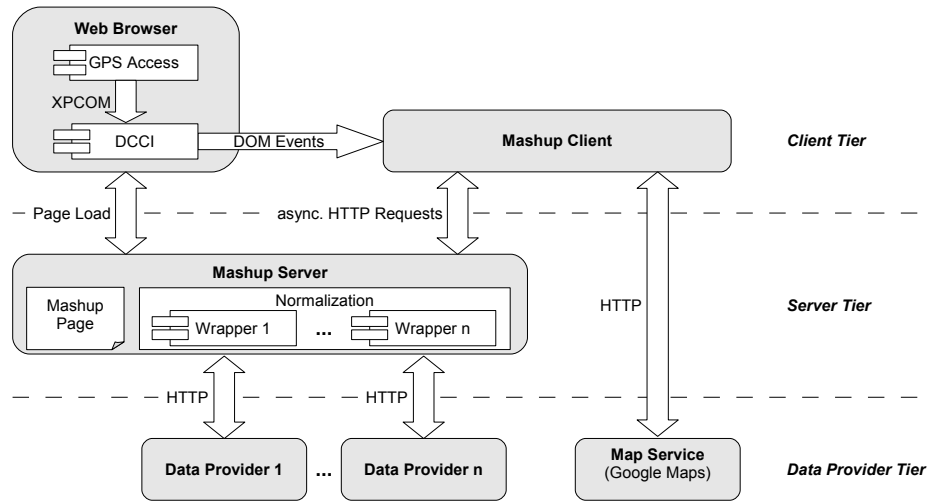 Web Browser
GPS Access
XPCOM
DCCI
DOM Events
Mashup Client
Client Tier
Page Load
async. HTTP Requests
Mashup Server
Mashup
Page
Normalization
Wrapper 1
...
Wrapper n
HTTP
Server Tier
HTTP
HTTP
Data Provider 1
...
Data Provider n
Map Service
(Google Maps)
Data Provider Tier